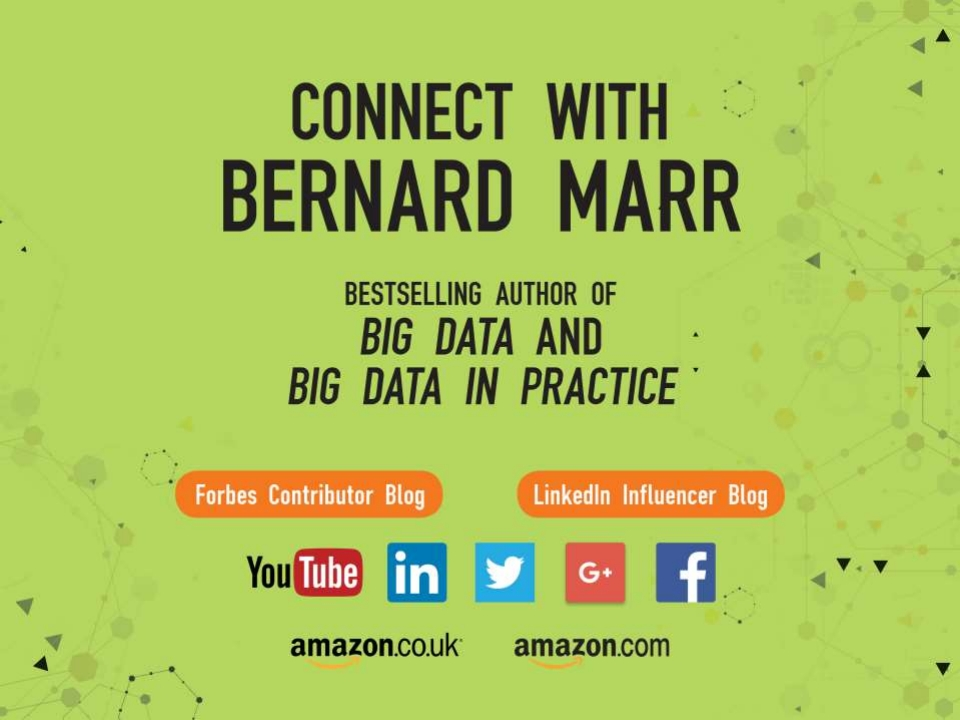 CONNECT WITH
BERNARD MARR
BESTSELLING AUTHOR OF
BIG DATA AND
BIG DATA IN PRACTICE
Forbes Contributor Blog LinkedIn Influencer Blog
YouTube in G+ f
amazon.co.uk amazon.com